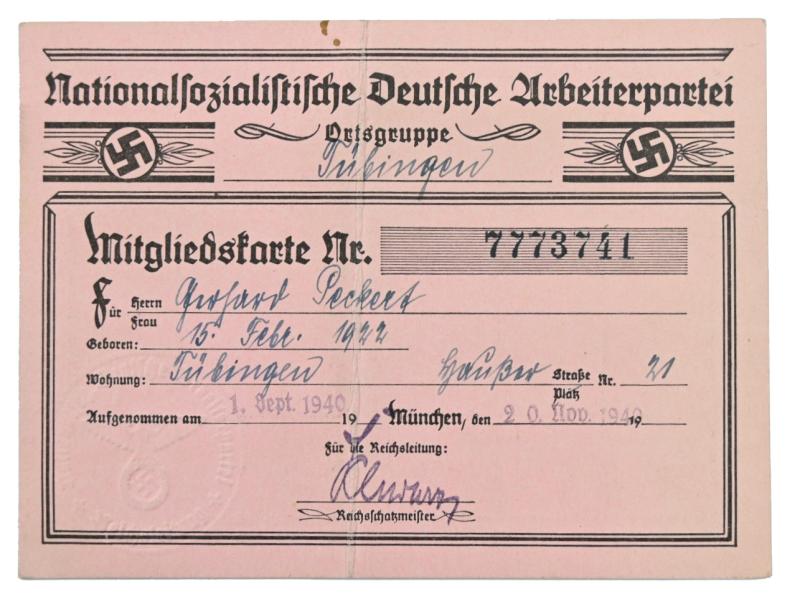 Nationalsozialistische Deutsche Arbeiterpartei
Ortsgruppe
Tübingen
Mitgliedskarte Nr. 7773741
Für Herrn Frau Gerhard Peckert
Geboren: 15. Febr. 1922
Wohnung: Tübingen Haußer Straße Platz Nr. 21
Aufgenommen am 1. Sept. 1940 19 München, den 20. Nov. 1940 19
Für die Reichsleitung:
Reichsschatzmeister